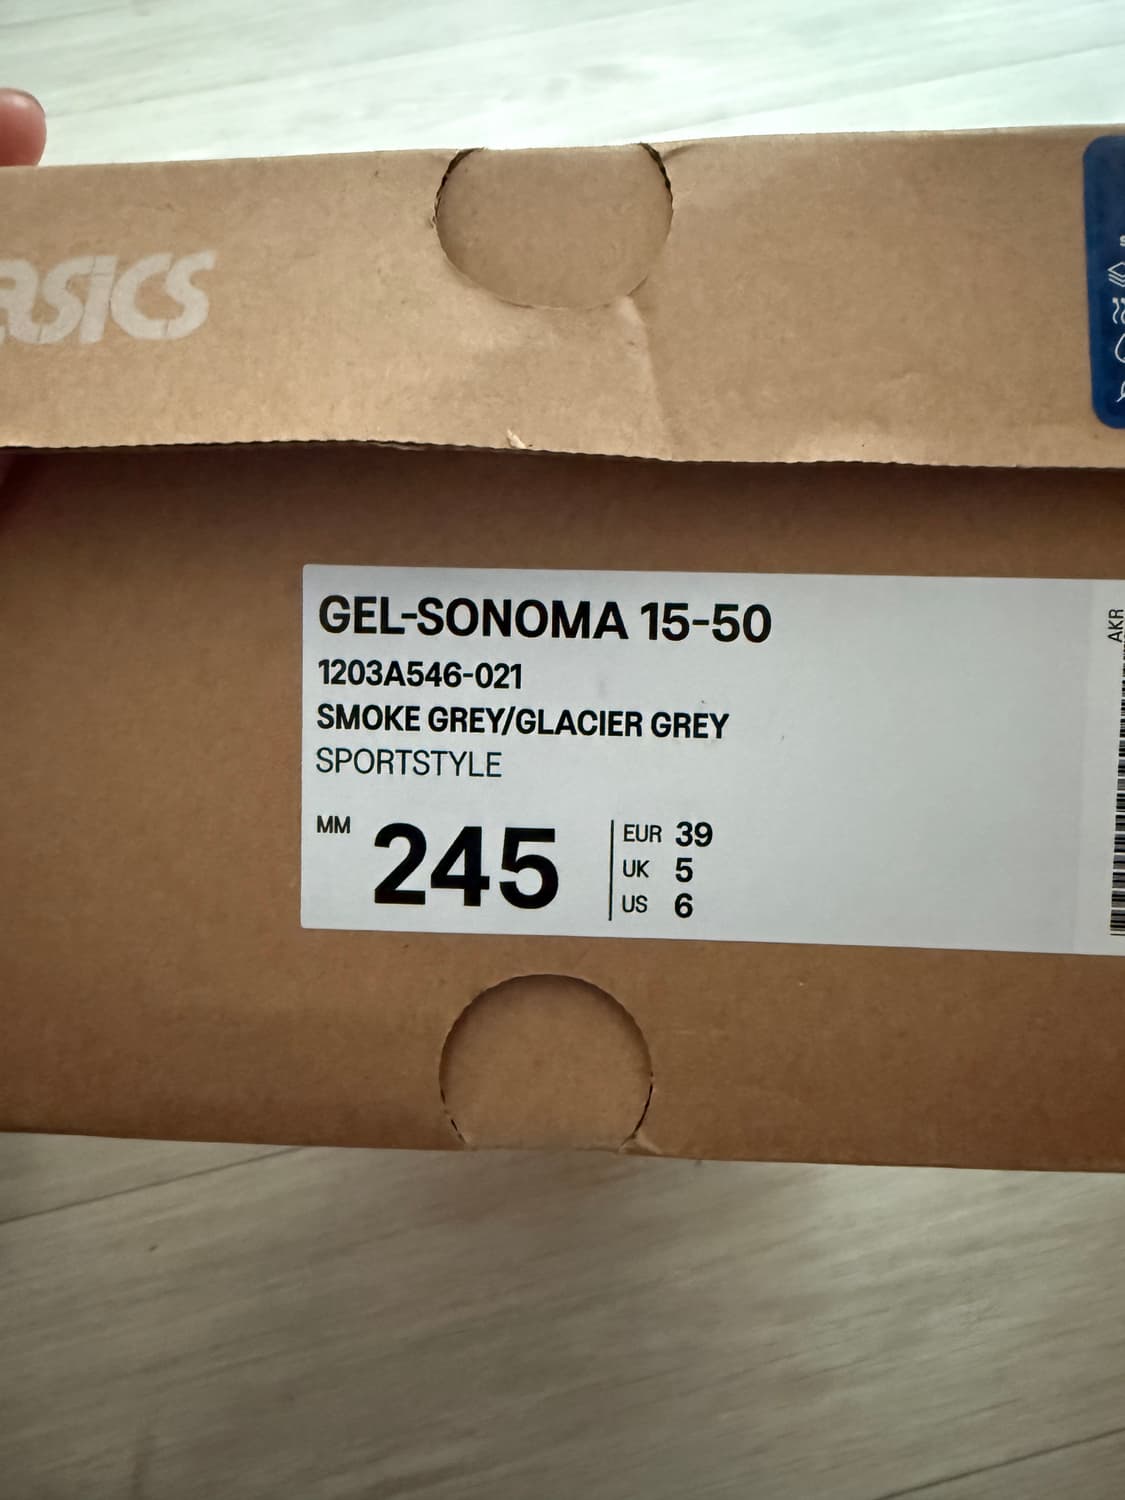 asics
GEL-SONOMA 15-50
1203A546-021
SMOKE GREY/GLACIER GREY
SPORTSTYLE
MM 245
EUR 39
UK 5
US 6
AKR